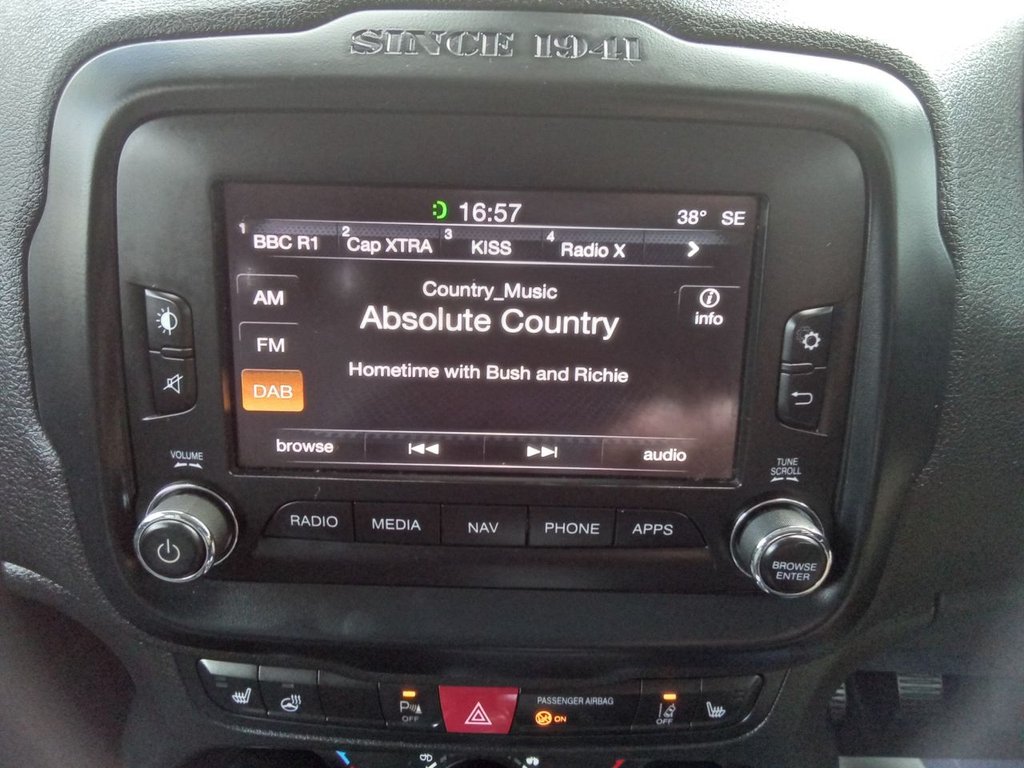 SINCE 1941
16:57 38° SE
1 BBC R1 2 Cap XTRA 3 KISS 4 Radio X
AM
Country_Music
Absolute Country
info
FM
Hometime with Bush and Richie
DAB
browse audio
VOLUME
TUNE
SCROLL
RADIO MEDIA NAV PHONE APPS
BROWSE
ENTER
P OFF
PASSENGER AIRBAG
ON
OFF